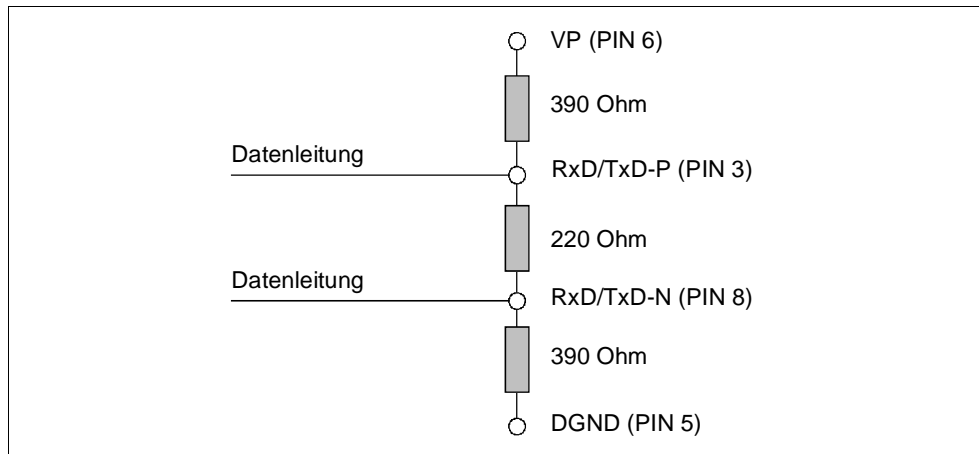 VP (PIN 6)
390 Ohm
Datenleitung
RxD/TxD-P (PIN 3)
220 Ohm
Datenleitung
RxD/TxD-N (PIN 8)
390 Ohm
DGND (PIN 5)